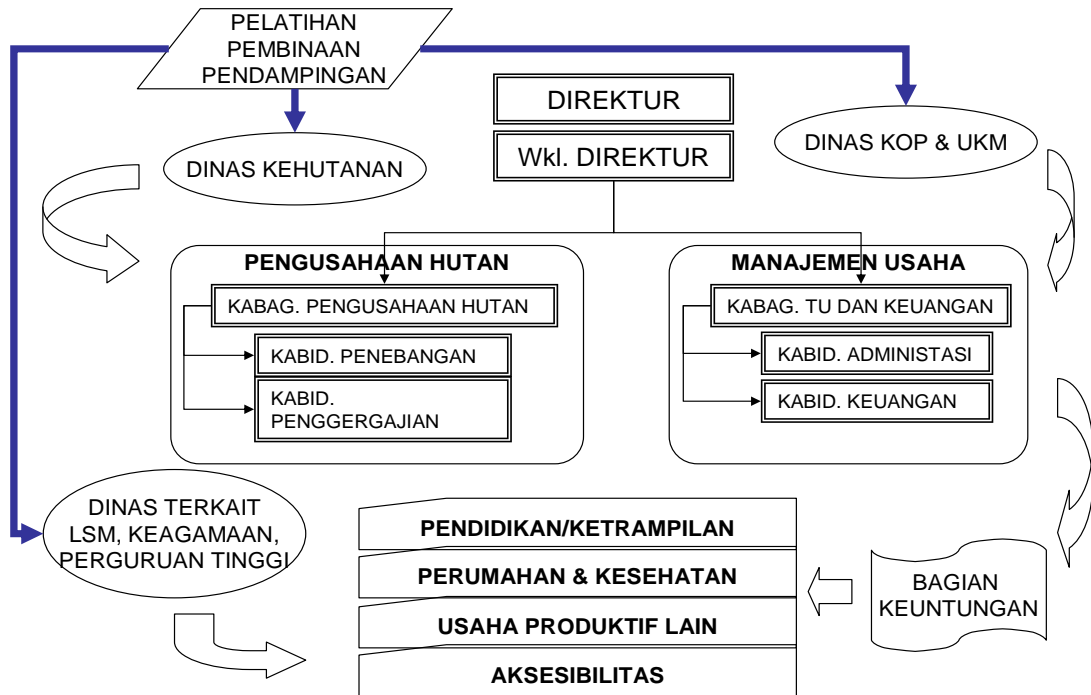 PELATIHAN
PEMBINAAN
PENDAMPINGAN
DIREKTUR
Wkl. DIREKTUR
DINAS KEHUTANAN
DINAS KOP & UKM
PENGUSAHAAN HUTAN
KABAG. PENGUSAHAAN HUTAN
KABID. PENEBANGAN
KABID.
PENGGERGAJIAN
MANAJEMEN USAHA
KABAG. TU DAN KEUANGAN
KABID. ADMINISTASI
KABID. KEUANGAN
DINAS TERKAIT
LSM, KEAGAMAAN,
PERGURUAN TINGGI
PENDIDIKAN/KETRAMPILAN
PERUMAHAN & KESEHATAN
USAHA PRODUKTIF LAIN
AKSESIBILITAS
BAGIAN
KEUNTUNGAN